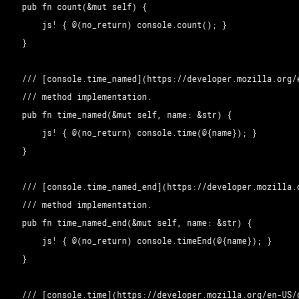 pub fn count(&mut self) {
js! { @(no_return) console.count(); }
}
/// [console.time_named](https://developer.mozilla.org/
/// method implementation.
pub fn time_named(&mut self, name: &str) {
js! { @(no_return) console.time(@{name}); }
}
/// [console.time_named_end](https://developer.mozilla.
/// method implementation.
pub fn time_named_end(&mut self, name: &str) {
js! { @(no_return) console.timeEnd(@{name}); }
}
/// [console.time](https://developer.mozilla.org/en-US/